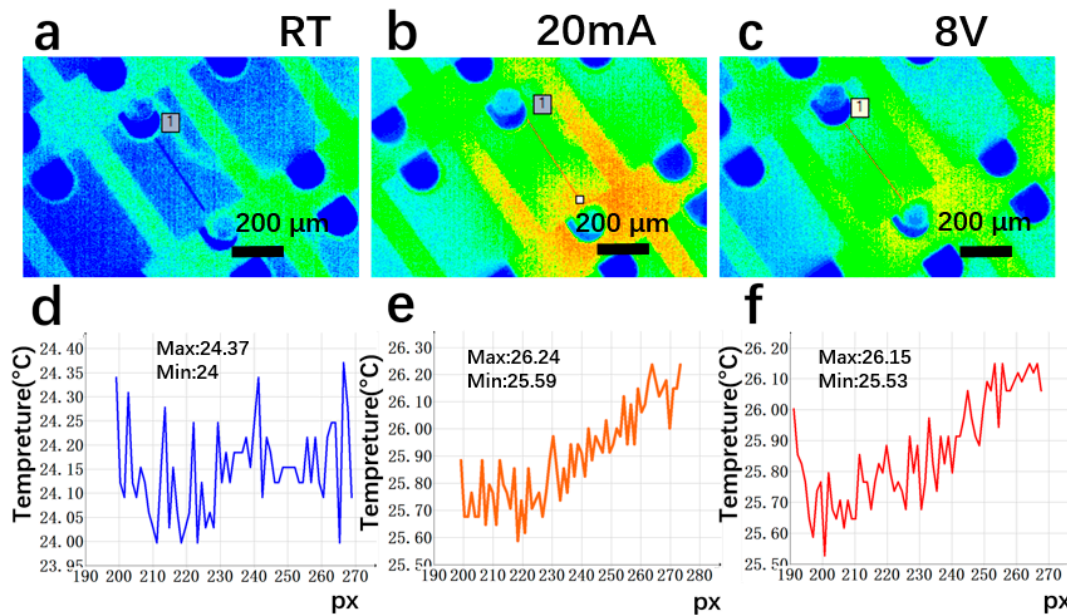 a RT
b 20mA
c 8V
1
1
1
200 μm
200 μm
200 μm
d
e
f
Tempreture(°C)
24.40
24.35
24.30
24.25
24.20
24.15
24.10
24.05
24.00
23.95
Max:24.37
Min:24
190 200 210 220 230 240 250 260 270
px
Tempreture(°C)
26.30
26.20
26.10
26.00
25.90
25.80
25.70
25.60
25.50
Max:26.24
Min:25.59
190 200 210 220 230 240 250 260 270 280
px
Tempreture(°C)
26.20
26.10
26.00
25.90
25.80
25.70
25.60
25.50
Max:26.15
Min:25.53
190 200 210 220 230 240 250 260 270
px